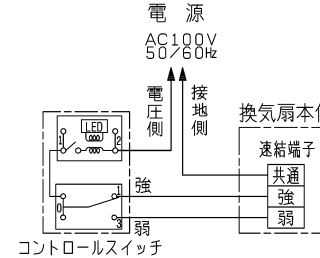 電 源
AC100V
50/60Hz
電圧側
接地側
換気扇本体
速結端子
LED
1
2
共通
強
強
1
0
3
弱
弱
コントロールスイッチ